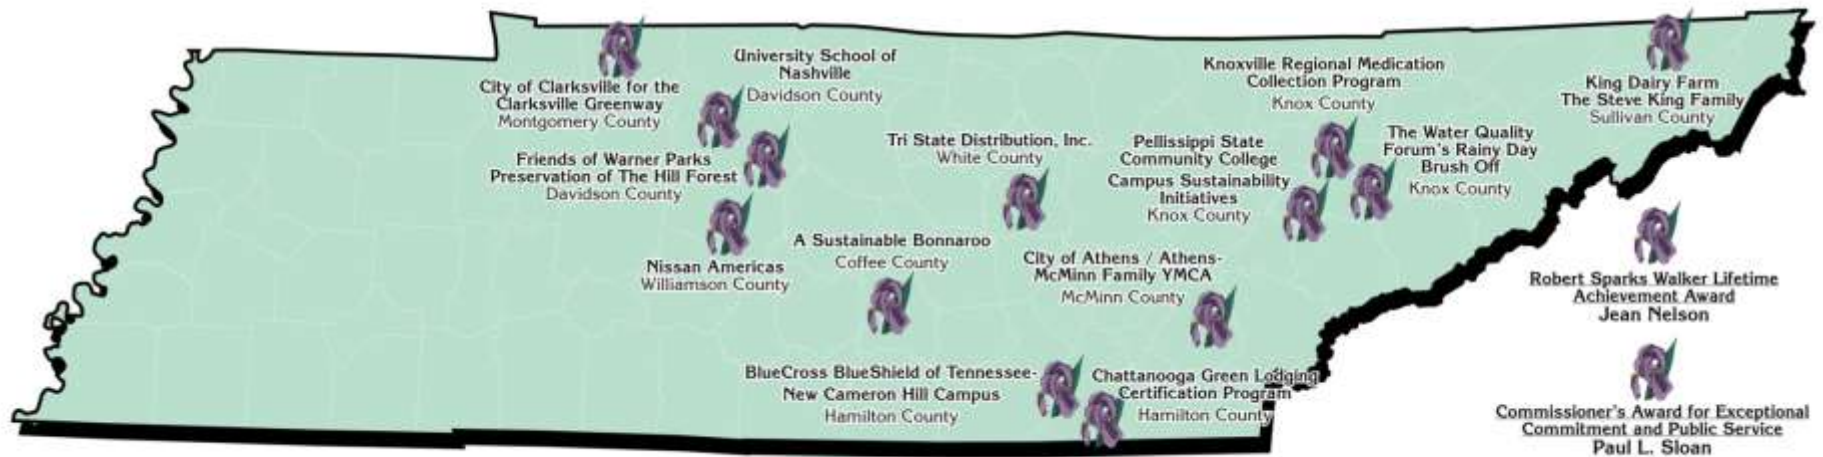 City of Clarksville for the
Clarksville Greenway
Montgomery County
University School of
Nashville
Davidson County
Friends of Warner Parks
Preservation of The Hill Forest
Davidson County
Nissan Americas
Williamson County
A Sustainable Bonnaroo
Coffee County
Tri State Distribution, Inc.
White County
Knoxville Regional Medication
Collection Program
Knox County
Pellissippi State
Community College
Campus Sustainability
Initiatives
Knox County
The Water Quality
Forum's Rainy Day
Brush Off
Knox County
King Dairy Farm
The Steve King Family
Sullivan County
City of Athens / Athens-
McMinn Family YMCA
McMinn County
BlueCross BlueShield of Tennessee-
New Cameron Hill Campus
Hamilton County
Chattanooga Green Lodging
Certification Program
Hamilton County
Robert Sparks Walker Lifetime
Achievement Award
Jean Nelson
Commissioner's Award for Exceptional
Commitment and Public Service
Paul L. Sloan